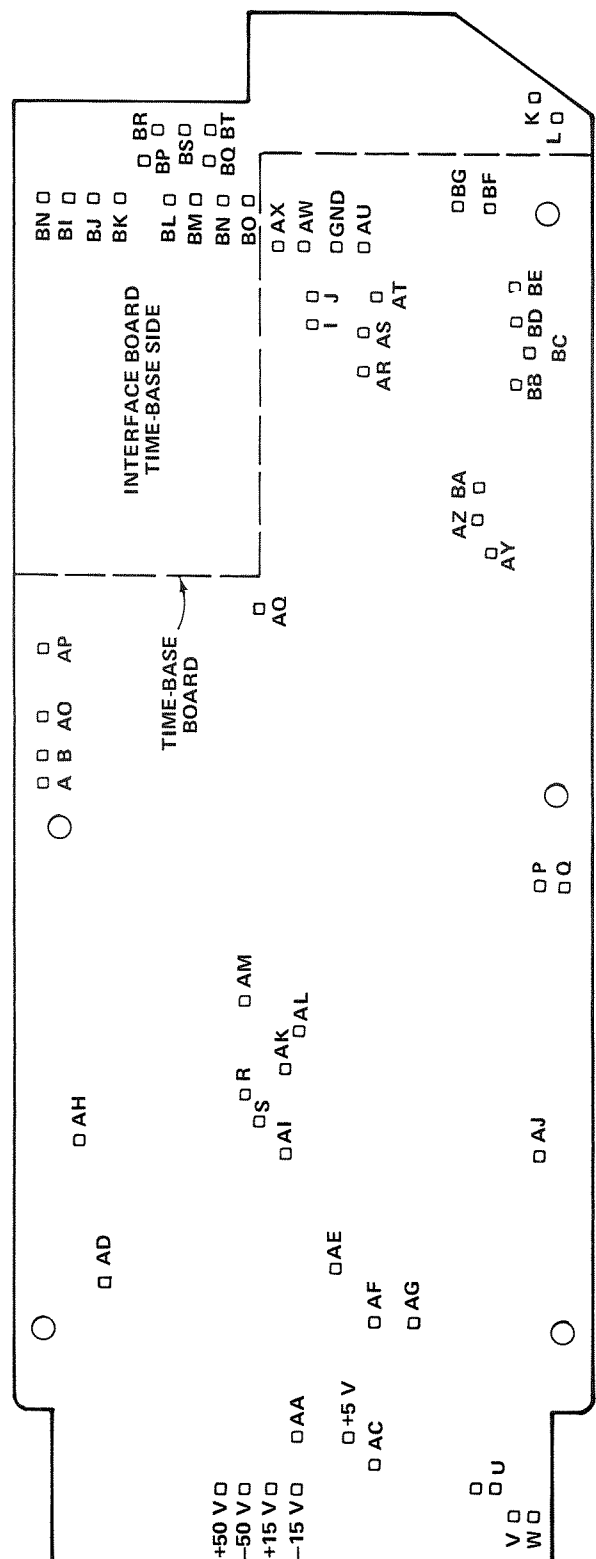 K
L
BR
BP
BS
BT
BQ
BN
BI
BJ
BK
BL
BM
BN
BO
AX
AW
GND
AU
BG
BF
I
J
AR
AS
AT
BB
BC
BD
BE
INTERFACE BOARD
TIME-BASE SIDE
AZ
BA
AY
AQ
TIME-BASE
BOARD
A
B
AO
AP
P
Q
AM
AL
AK
R
S
AI
AH
AJ
AD
AE
AF
AG
AA
+5 V
AC
+50 V
−50 V
+15 V
−15 V
U
V
W